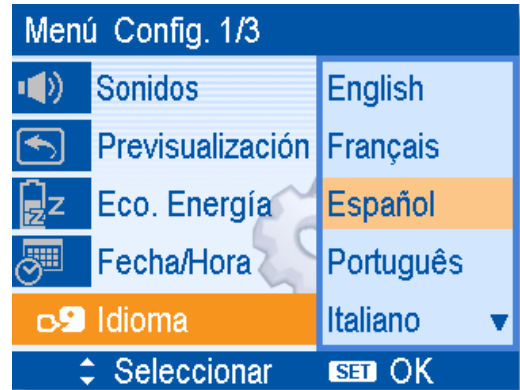 Menú Config. 1/3
Sonidos
Previsualización
Eco. Energía
Fecha/Hora
Idioma
English
Français
Español
Português
Italiano
Seleccionar
SET OK